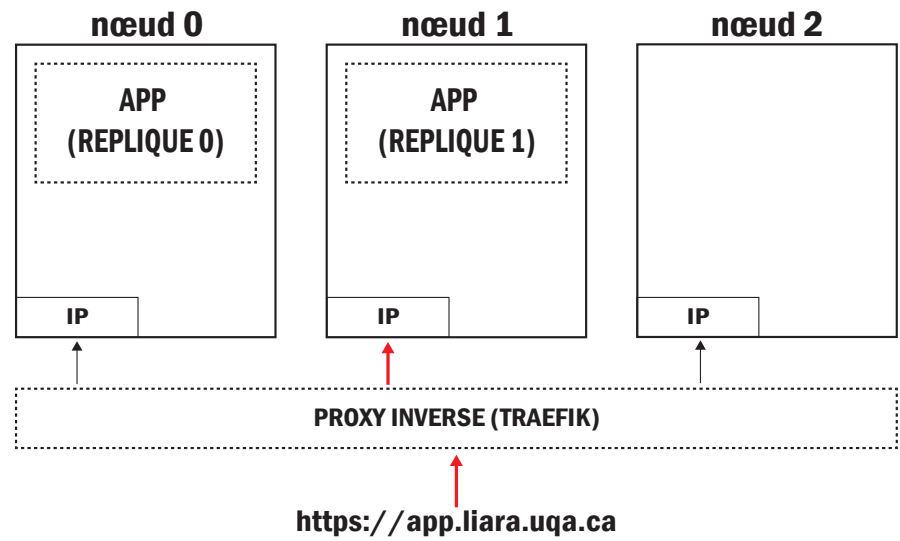 nœud 0
nœud 1
nœud 2
APP
(REPLIQUE 0)
APP
(REPLIQUE 1)
IP
IP
IP
PROXY INVERSE (TRAEFIK)
https://app.liara.uqa.ca